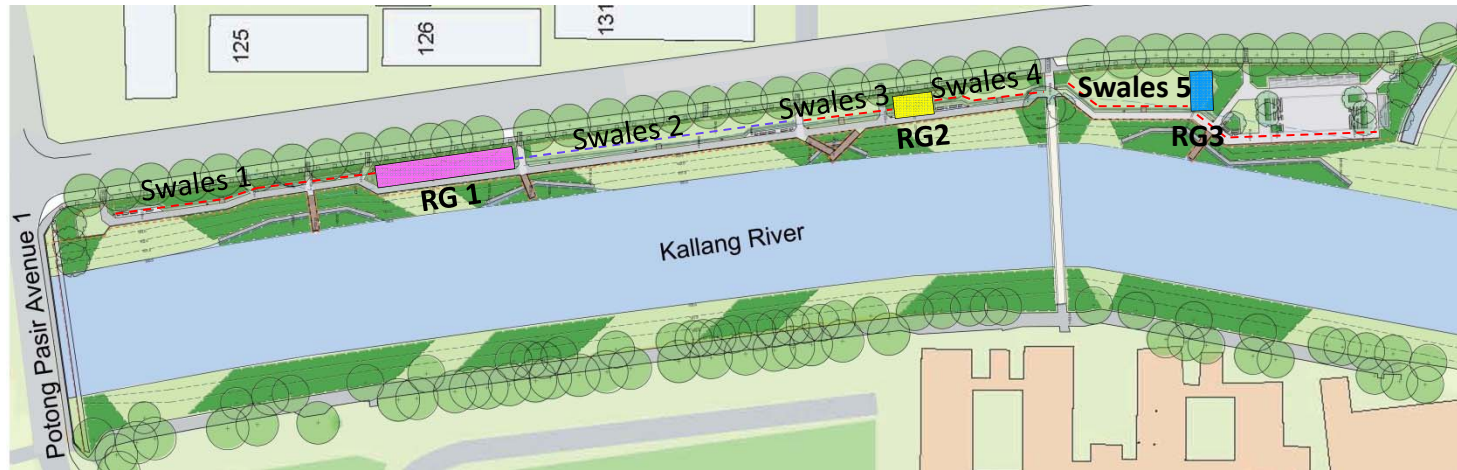 125
126
131
Swales 1
RG 1
Swales 2
Swales 3
RG2
Swales 4
Swales 5
RG3
Kallang River
Potong Pasir Avenue 1